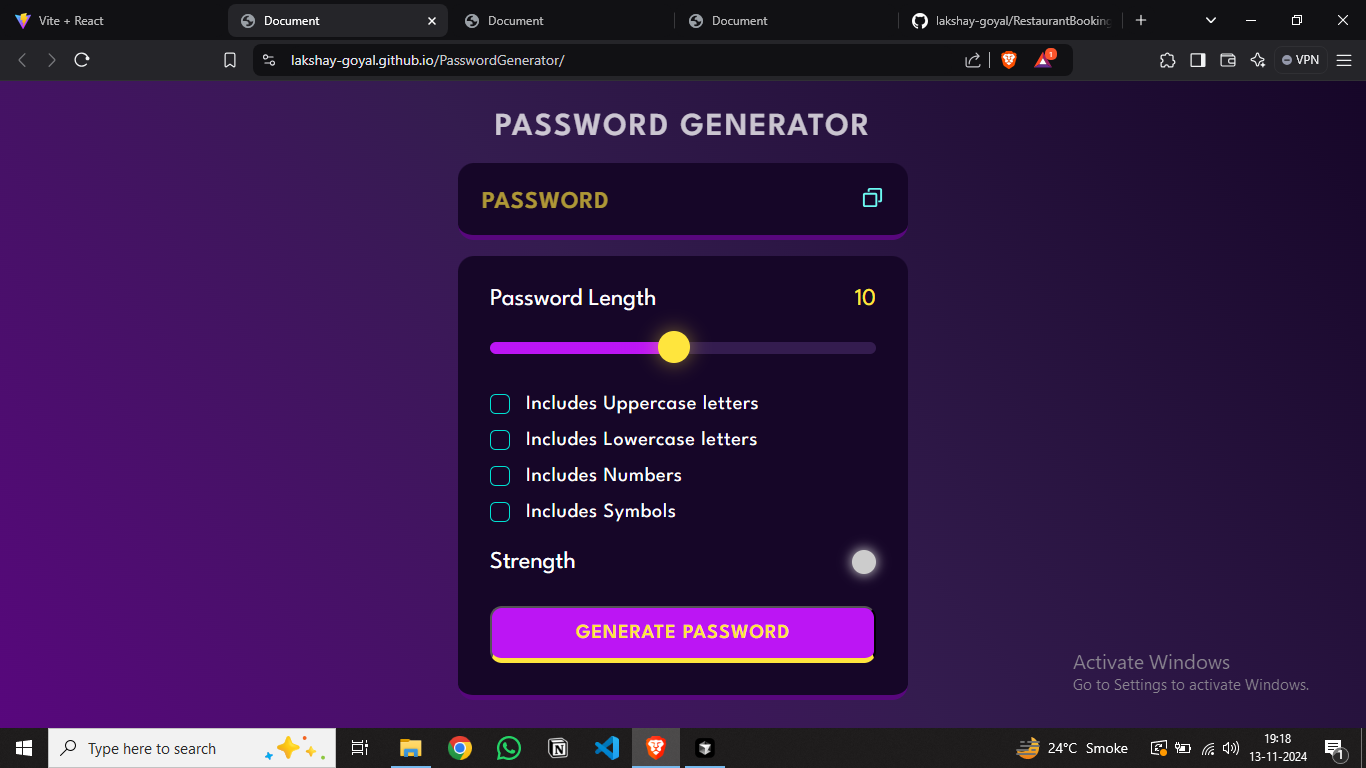 Vite + React
Document
Document
Document
lakshay-goyal/RestaurantBooking
lakshay-goyal.github.io/PasswordGenerator/
1
VPN
PASSWORD GENERATOR
PASSWORD
Password Length 10
Includes Uppercase letters
Includes Lowercase letters
Includes Numbers
Includes Symbols
Strength
GENERATE PASSWORD
Activate Windows
Go to Settings to activate Windows.
Type here to search
24°C Smoke
19:18
13-11-2024
1